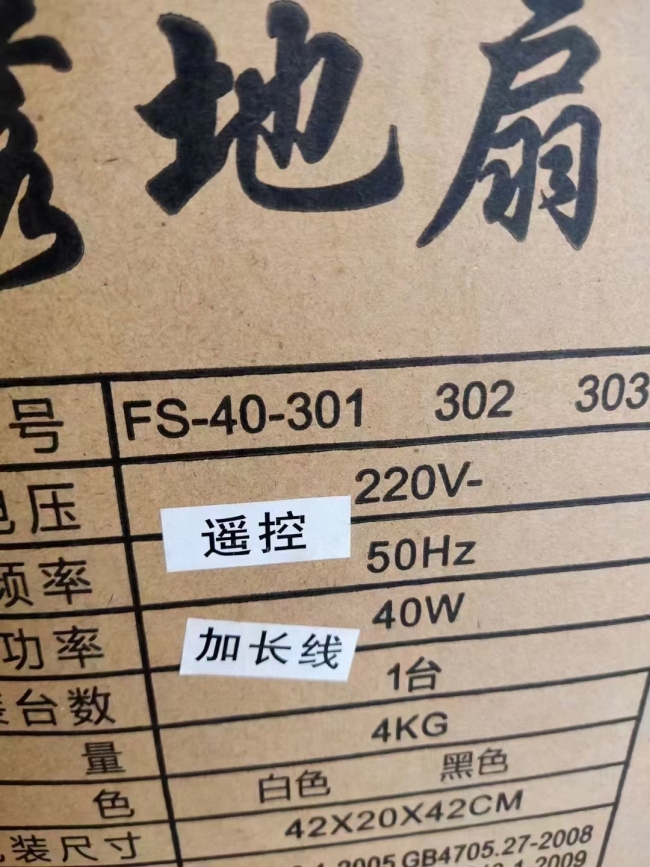 地扇
号 FS-40-301 302 303
压 220V-
遥控
频率 50Hz
功率 40W
加长线
台数 1台
量 4KG
色 白色 黑色
装尺寸 42X20X42CM
2005 GB4705.27-2008
2009